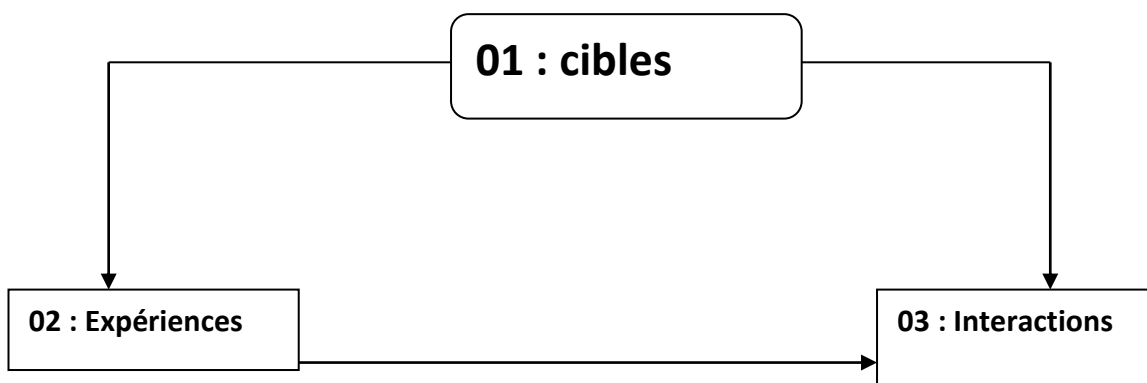 01 : cibles
02 : Expériences
03 : Interactions